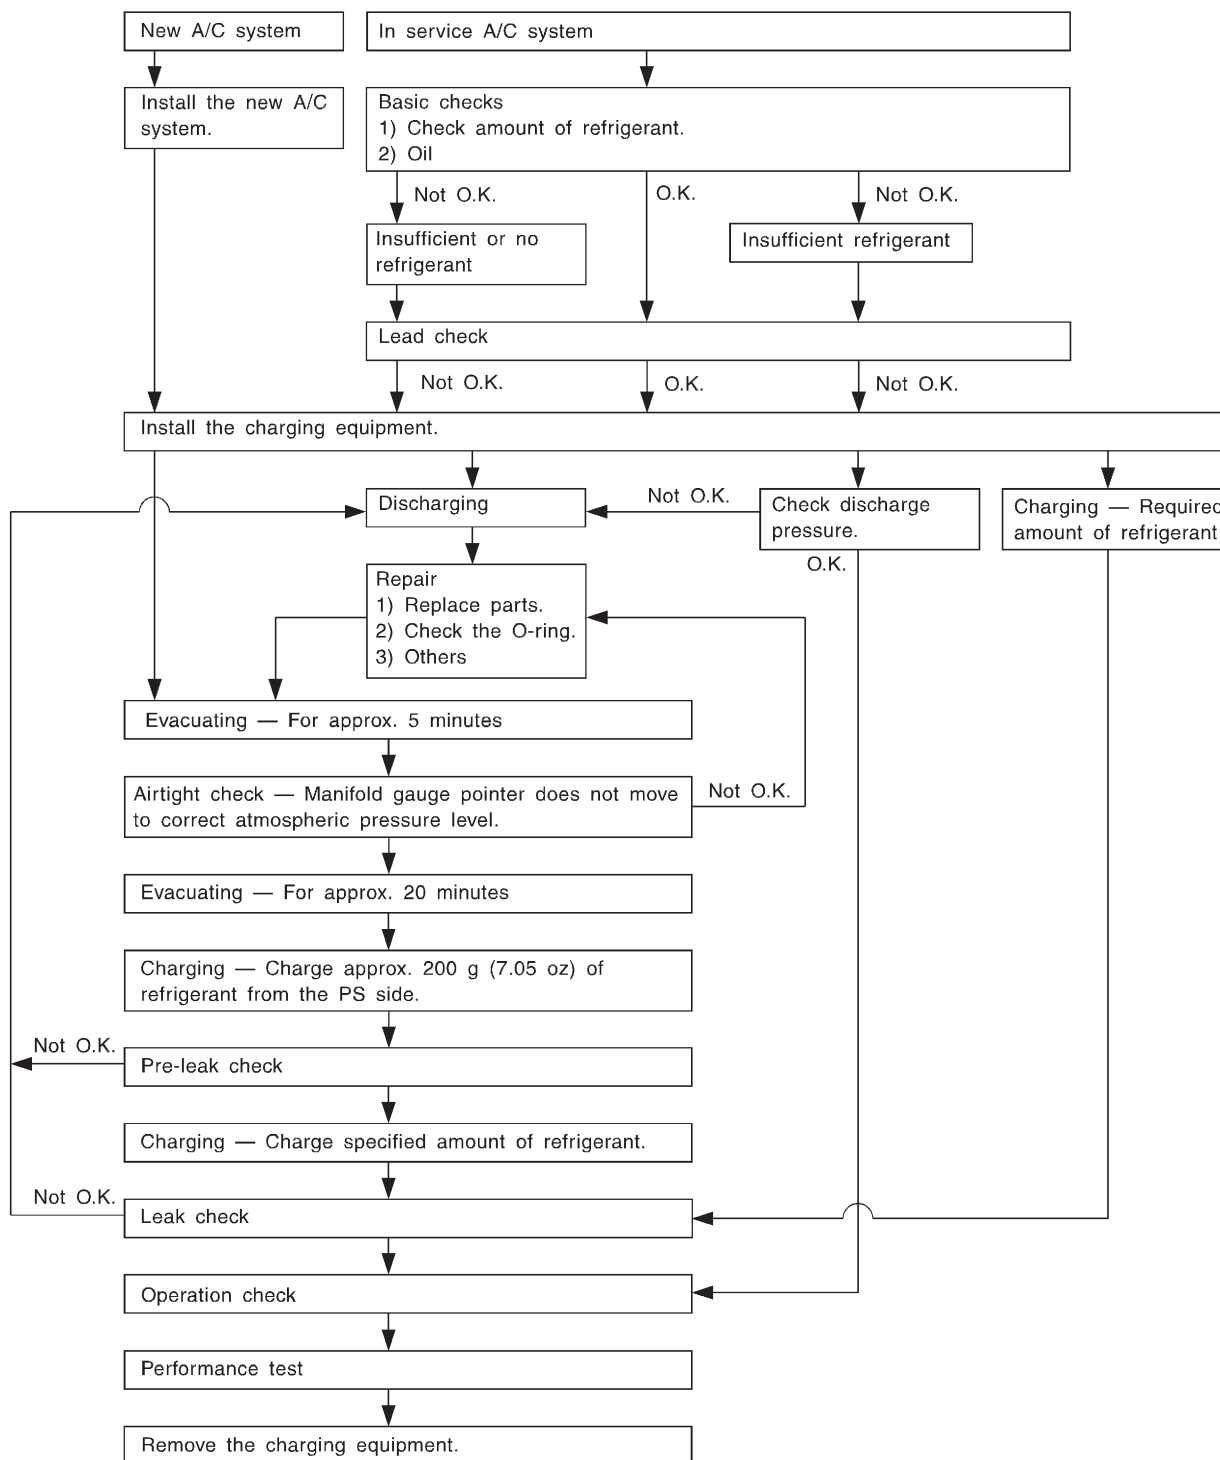 New A/C system
In service A/C system
Install the new A/C
system.
Basic checks
1) Check amount of refrigerant.
2) Oil
Not O.K.
O.K.
Not O.K.
Insufficient or no
refrigerant
Insufficient refrigerant
Lead check
Not O.K.
O.K.
Not O.K.
Install the charging equipment.
Discharging
Not O.K.
Check discharge
pressure.
Charging — Required
amount of refrigerant
O.K.
Repair
1) Replace parts.
2) Check the O-ring.
3) Others
Evacuating — For approx. 5 minutes
Airtight check — Manifold gauge pointer does not move
to correct atmospheric pressure level.
Not O.K.
Evacuating — For approx. 20 minutes
Charging — Charge approx. 200 g (7.05 oz) of
refrigerant from the PS side.
Not O.K.
Pre-leak check
Charging — Charge specified amount of refrigerant.
Not O.K.
Leak check
Operation check
Performance test
Remove the charging equipment.